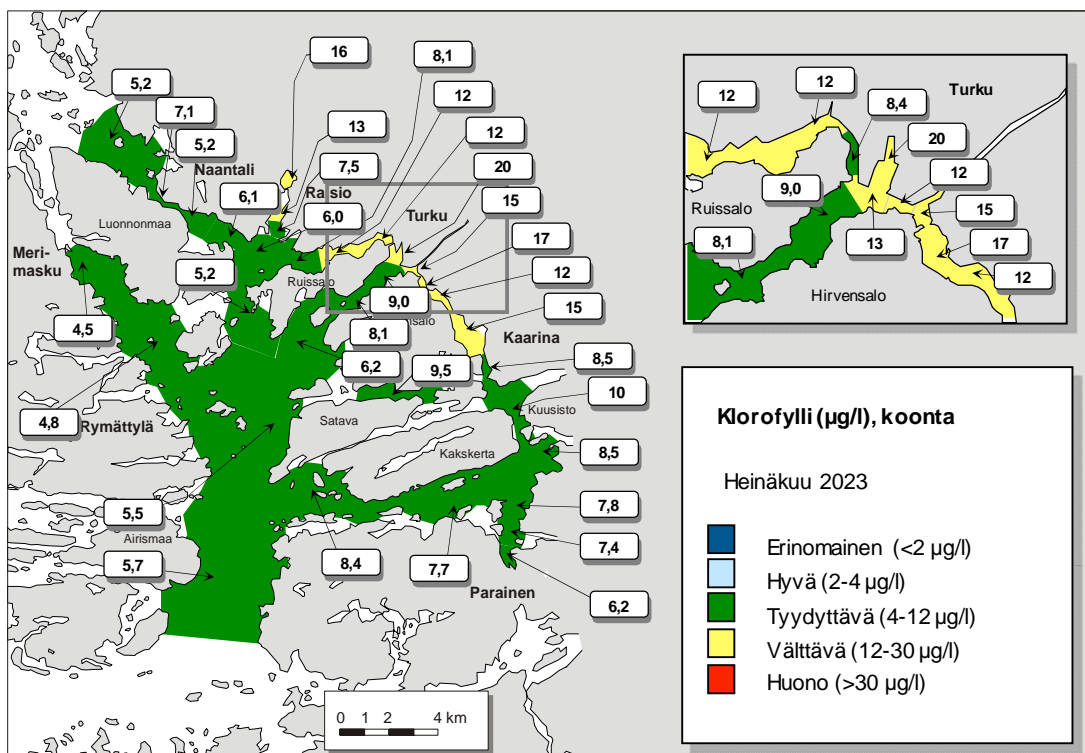 16
8,1
5,2
12
7,1
13
12
5,2
7,5
20
Naantali
Raisio
6,1
6,0
15
Turku
Luonnonmaa
17
Meri-
masku
5,2
Ruissalo
12
9,0
15
4,5
8,1
Kaarina
6,2
9,5
8,5
10
4,8
Rymättylä
Satava
Kuusisto
Kakskerta
8,5
5,5
7,8
Airismaa
7,4
5,7
8,4
7,7
Parainen
6,2
0 1 2 4 km
12
12
Turku
8,4
20
9,0
12
Ruissalo
15
8,1
13
17
12
Hirvensalo
Klorofylli (µg/l), koonta
Heinäkuu 2023
Erinomainen (<2 µg/l)
Hyvä (2-4 µg/l)
Tyydyttävä (4-12 µg/l)
Välttävä (12-30 µg/l)
Huono (>30 µg/l)